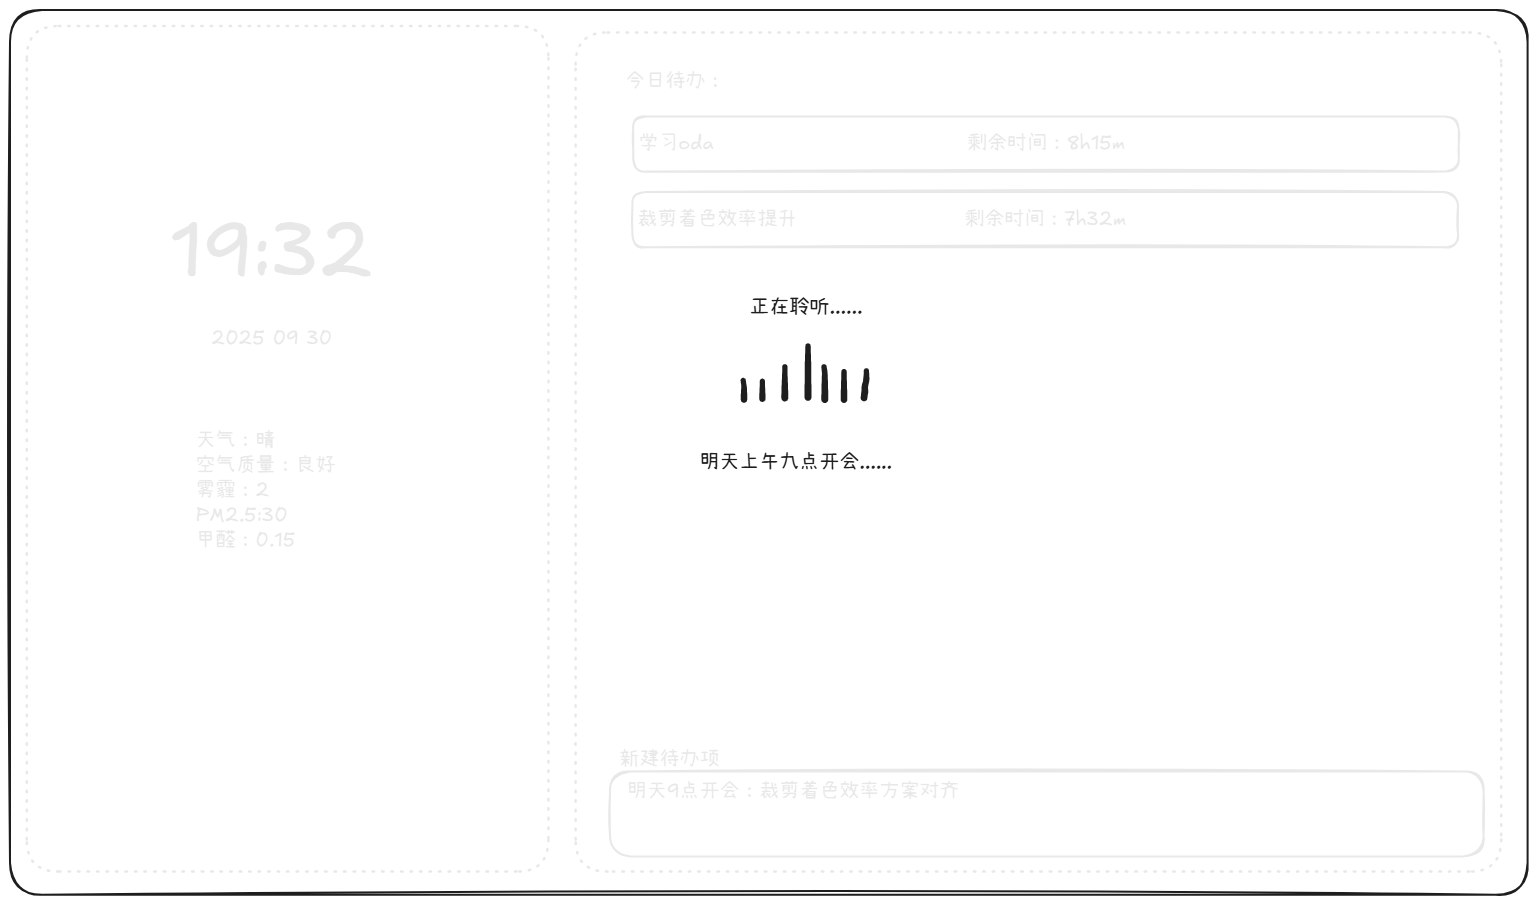 19:32
2025 09 30
天气：晴
空气质量：良好
雾霾：2
PM2.5:30
甲醛：0.15
今日待办：
学习oda 剩余时间：8h15m
裁剪着色效率提升 剩余时间：7h32m
正在聆听......
明天上午九点开会......
新建待办项
明天9点开会：裁剪着色效率方案对齐